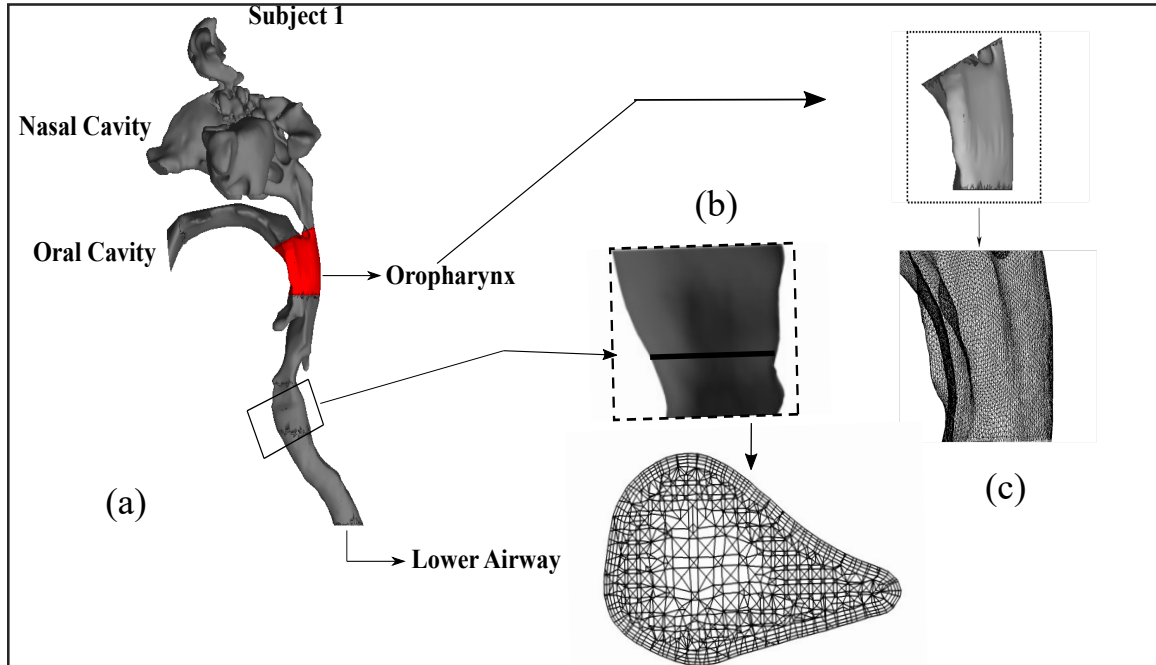 Subject 1
Nasal Cavity
(b)
Oral Cavity
Oropharynx
(a)
(c)
Lower Airway